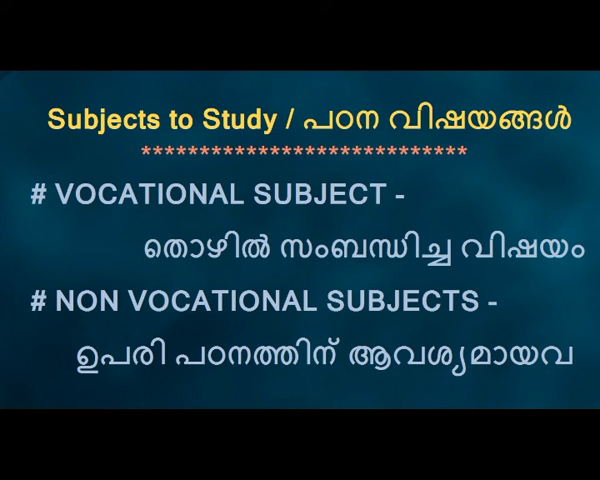 Subjects to Study / പഠന വിഷയങ്ങൾ
****************************
# VOCATIONAL SUBJECT -
തൊഴിൽ സംബന്ധിച്ച വിഷയം
# NON VOCATIONAL SUBJECTS -
ഉപരി പഠനത്തിന് ആവശ്യമായവ